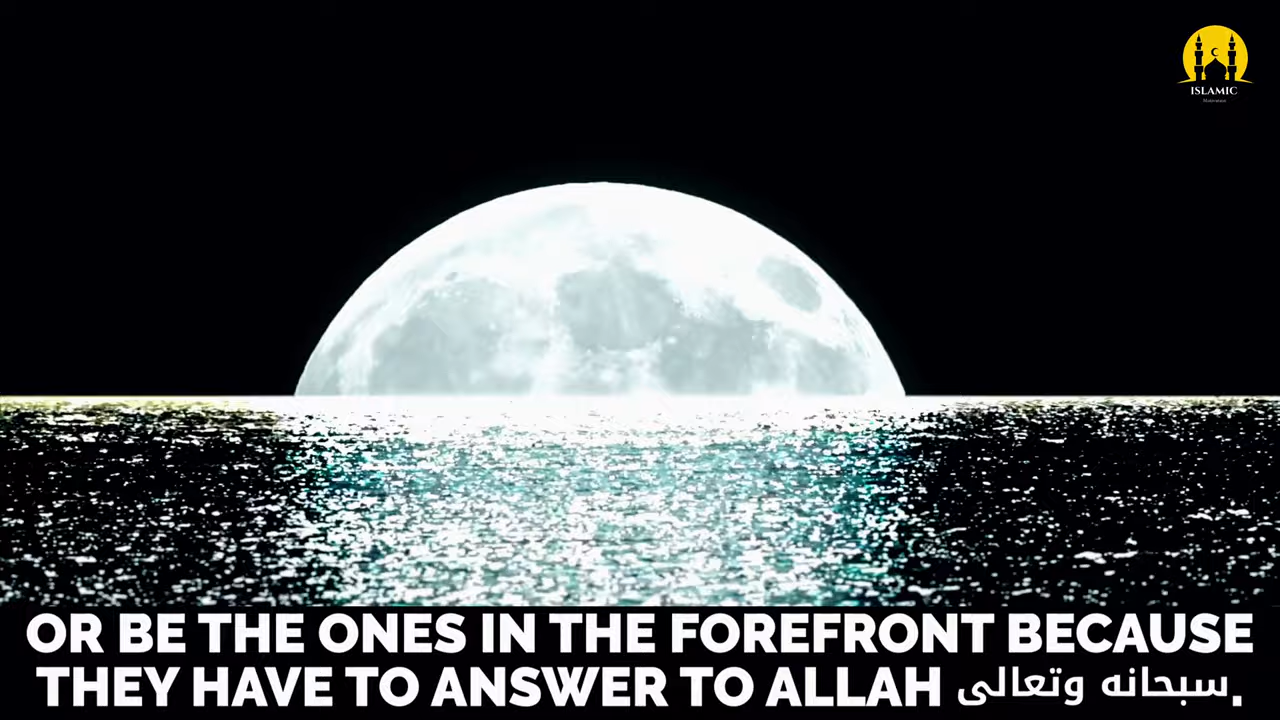 ISLAMIC
OR BE THE ONES IN THE FOREFRONT BECAUSE
THEY HAVE TO ANSWER TO ALLAH سبحانه وتعالى.